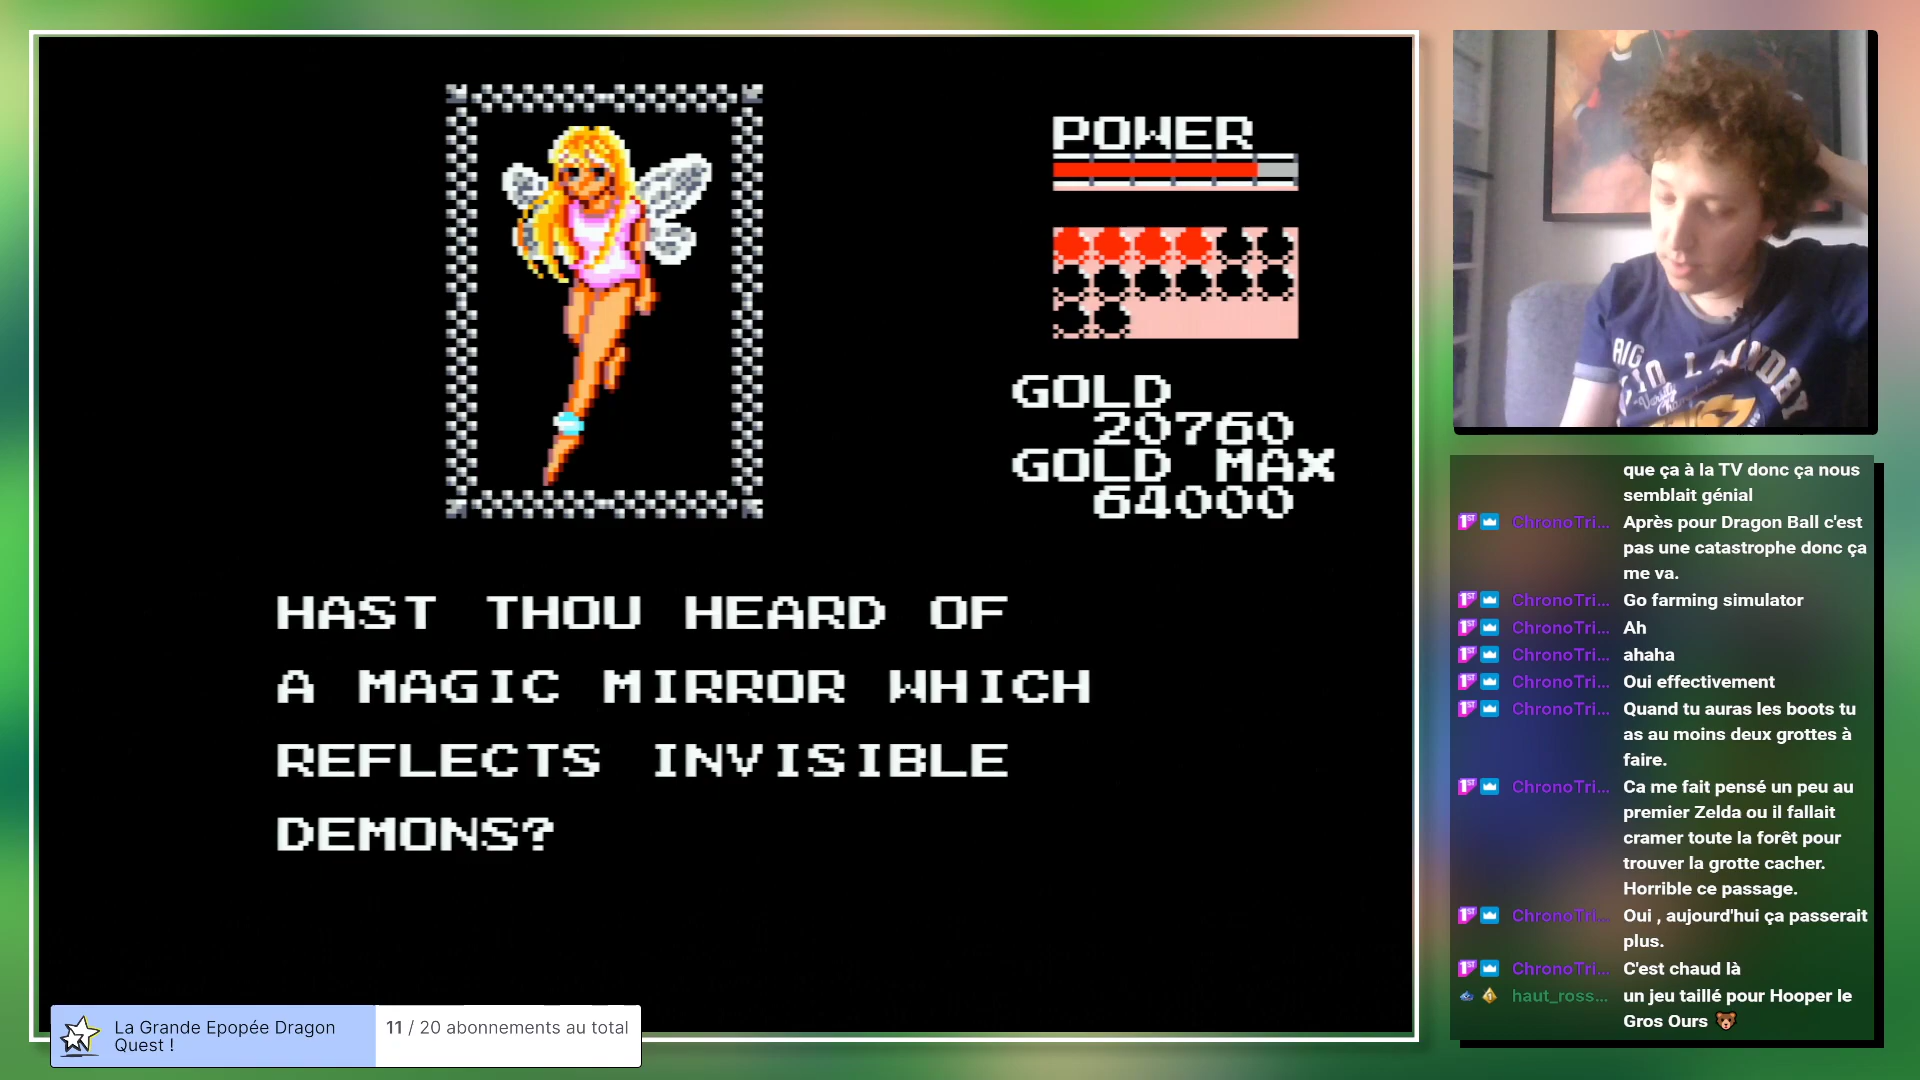 POWER
GOLD
20760
GOLD MAX
64000
HAST THOU HEARD OF
A MAGIC MIRROR WHICH
REFLECTS INVISIBLE
DEMONS?
La Grande Epopée Dragon
Quest !
11 / 20 abonnements au total
que ça à la TV donc ça nous
semblait génial
ChronoTri... Après pour Dragon Ball c'est
pas une catastrophe donc ça
me va.
ChronoTri... Go farming simulator
ChronoTri... Ah
ChronoTri... ahaha
ChronoTri... Oui effectivement
ChronoTri... Quand tu auras les boots tu
as au moins deux grottes à
faire.
ChronoTri... Ca me fait pensé un peu au
premier Zelda ou il fallait
cramer toute la forêt pour
trouver la grotte cacher.
Horrible ce passage.
ChronoTri... Oui , aujourd'hui ça passerait
plus.
ChronoTri... C'est chaud là
haut_ross... un jeu taillé pour Hooper le
Gros Ours